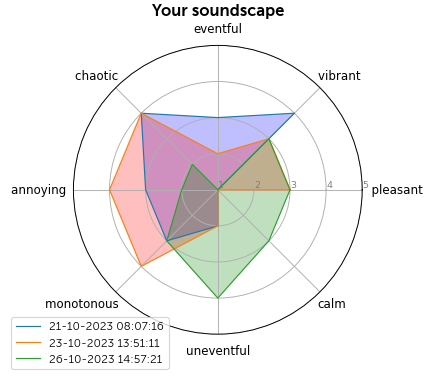 Your soundscape
eventful
chaotic
vibrant
annoying
1 2 3 4 5
pleasant
monotonous
calm
uneventful
21-10-2023 08:07:16
23-10-2023 13:51:11
26-10-2023 14:57:21